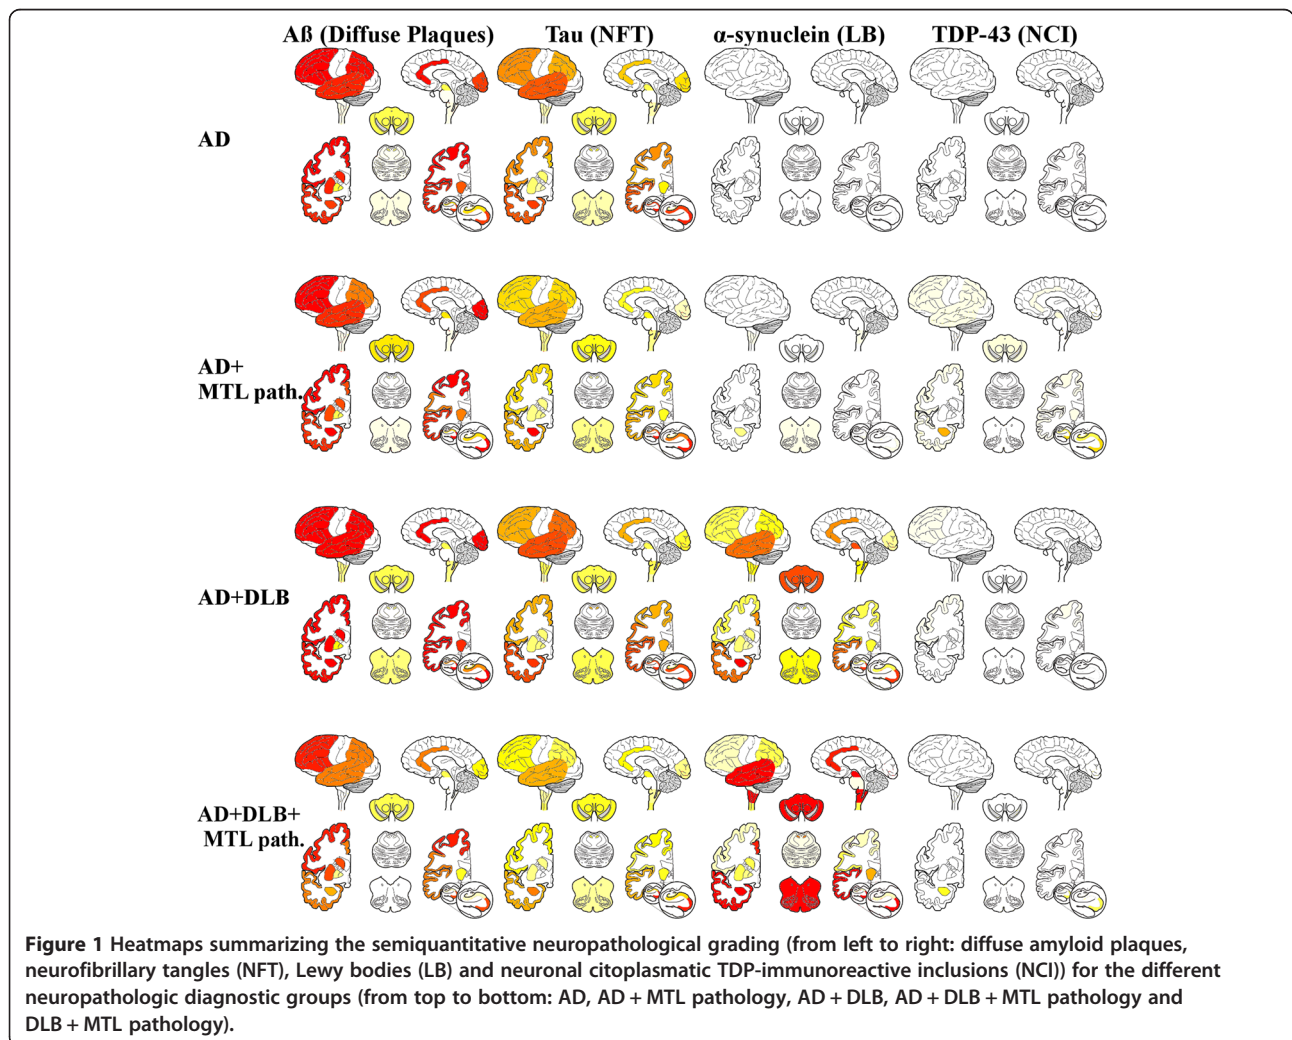 Aß (Diffuse Plaques) Tau (NFT) α-synuclein (LB) TDP-43 (NCI)
AD
AD+
MTL path.
AD+DLB
AD+DLB+
MTL path.
Figure 1 Heatmaps summarizing the semiquantitative neuropathological grading (from left to right: diffuse amyloid plaques,
neurofibrillary tangles (NFT), Lewy bodies (LB) and neuronal citoplasmatic TDP-immunoreactive inclusions (NCI)) for the different
neuropathologic diagnostic groups (from top to bottom: AD, AD + MTL pathology, AD + DLB, AD + DLB + MTL pathology and
DLB + MTL pathology).